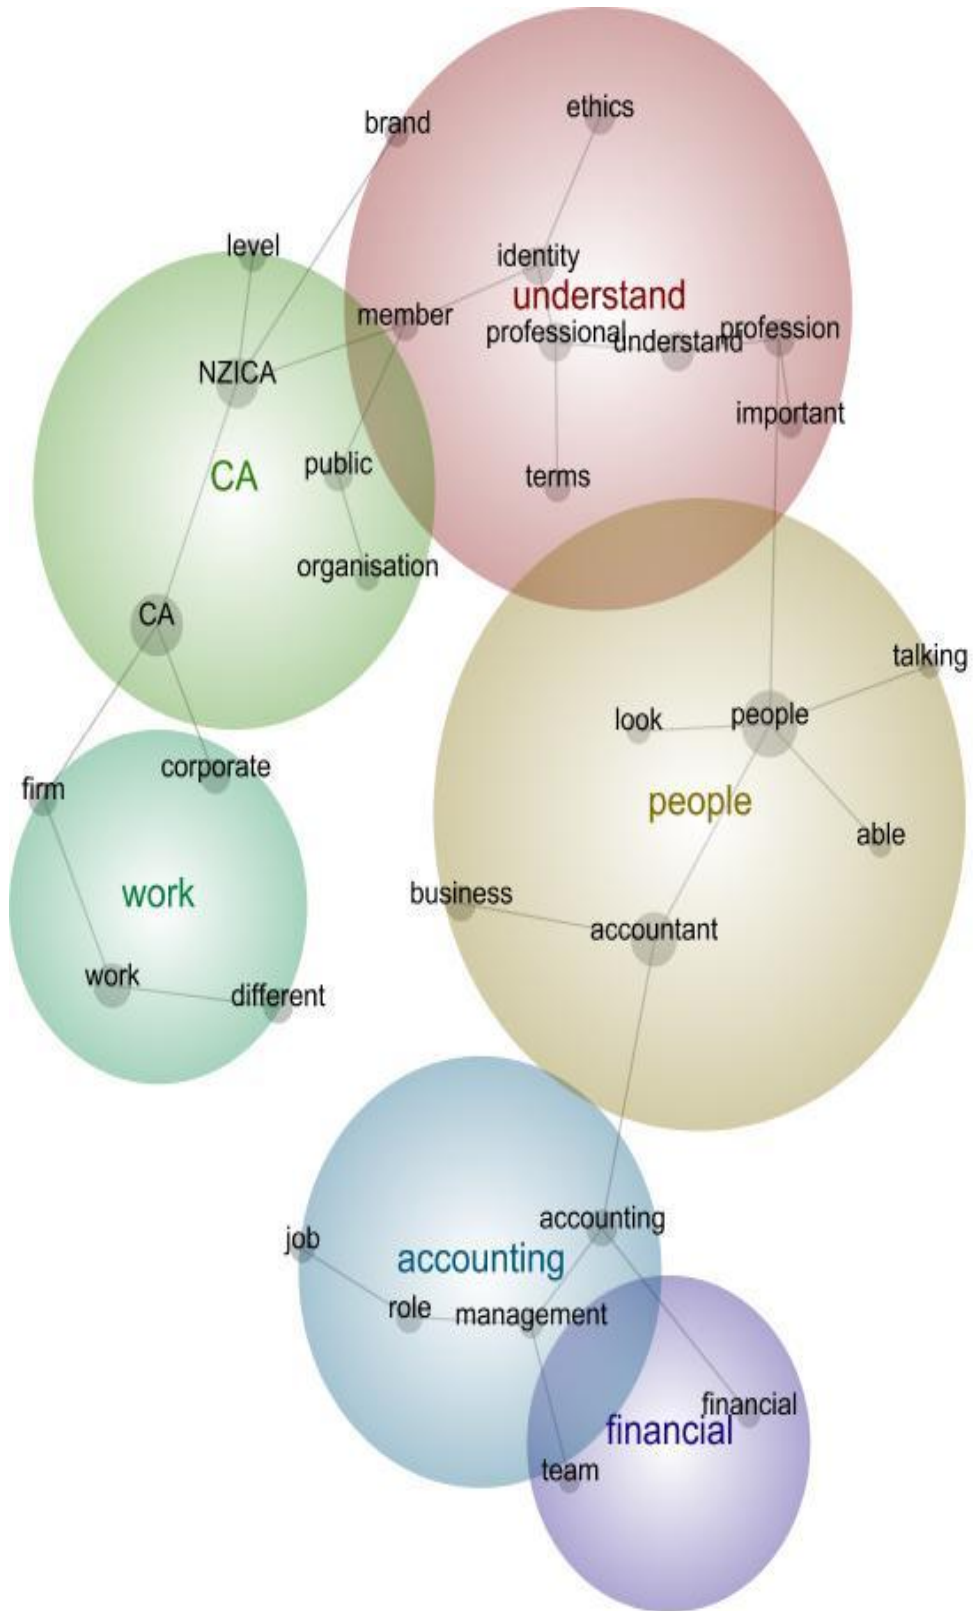 ethics
brand
level
identity
understand
member
professional
understand
profession
NZICA
important
public
CA
terms
organisation
CA
talking
people
look
corporate
firm
people
able
work
business
accountant
work
different
accounting
job
accounting
role
management
financial
financial
team